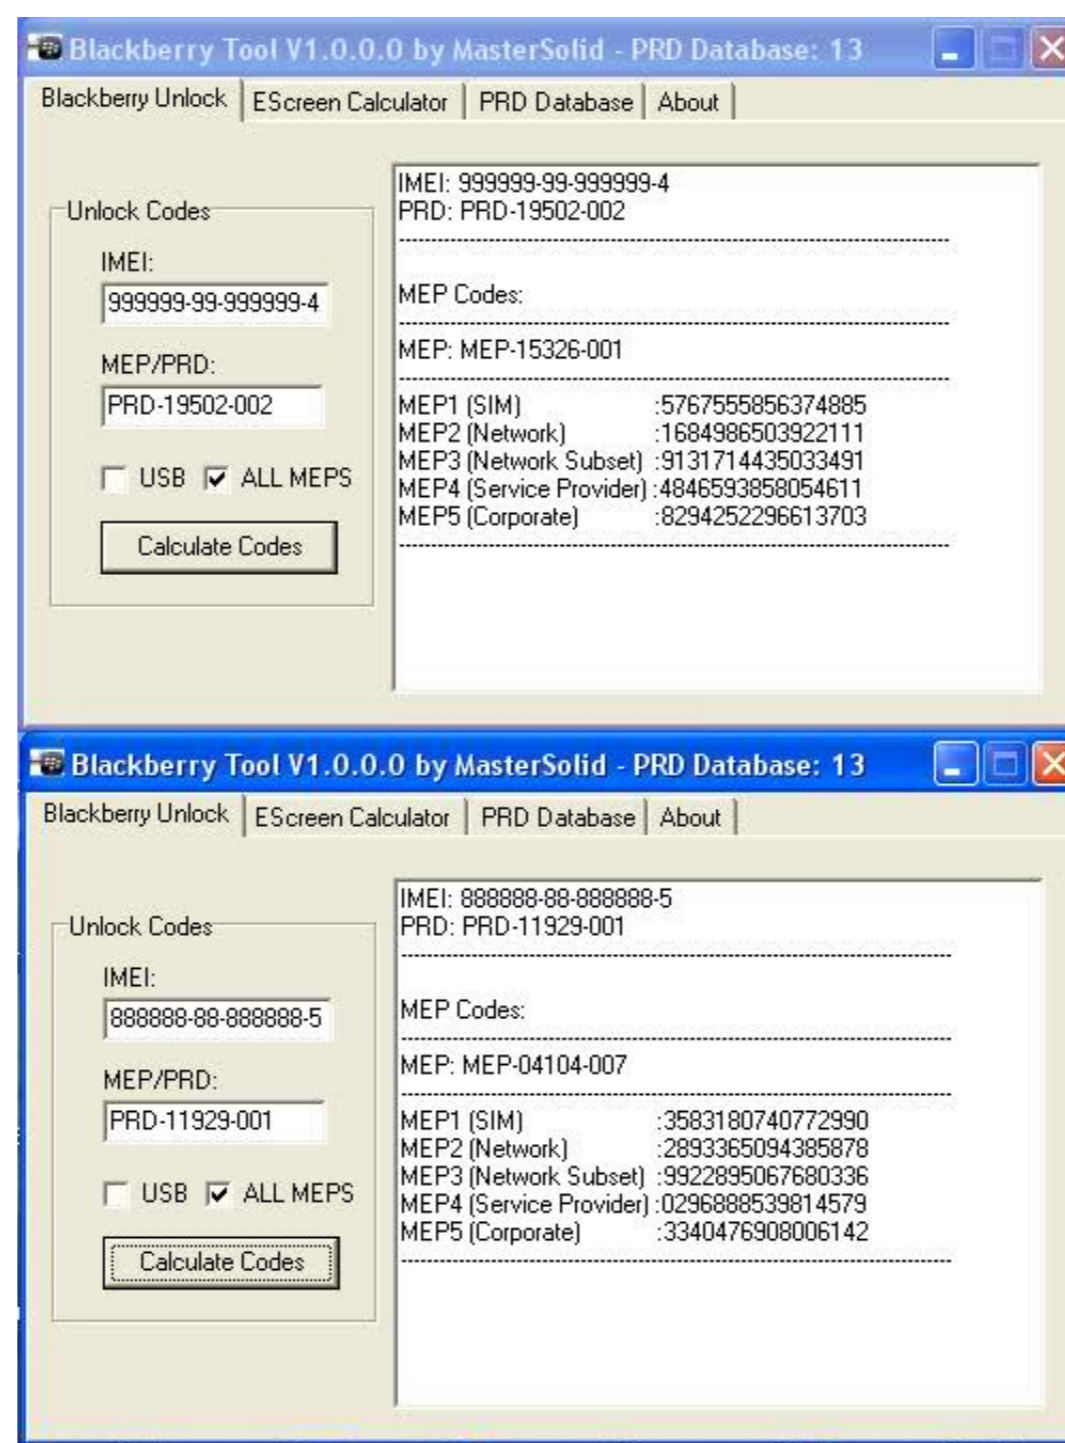 Blackberry Tool V1.0.0.0 by MasterSolid - PRD Database: 13
Blackberry Unlock EScreen Calculator PRD Database About
Unlock Codes
IMEI:
999999-99-999999-4
MEP/PRD:
PRD-19502-002
USB ALL MEPS
Calculate Codes
IMEI: 999999-99-999999-4
PRD: PRD-19502-002
MEP Codes:
MEP: MEP-15326-001
MEP1 (SIM) :5767555856374885
MEP2 (Network) :1684986503922111
MEP3 (Network Subset) :9131714435033491
MEP4 (Service Provider) :4846593858054611
MEP5 (Corporate) :8294252296613703
Blackberry Tool V1.0.0.0 by MasterSolid - PRD Database: 13
Blackberry Unlock EScreen Calculator PRD Database About
Unlock Codes
IMEI:
888888-88-888888-5
MEP/PRD:
PRD-11929-001
USB ALL MEPS
Calculate Codes
IMEI: 888888-88-888888-5
PRD: PRD-11929-001
MEP Codes:
MEP: MEP-04104-007
MEP1 (SIM) :3583180740772990
MEP2 (Network) :2893365094385878
MEP3 (Network Subset) :9922895067680336
MEP4 (Service Provider) :0296888539814579
MEP5 (Corporate) :3340476908006142